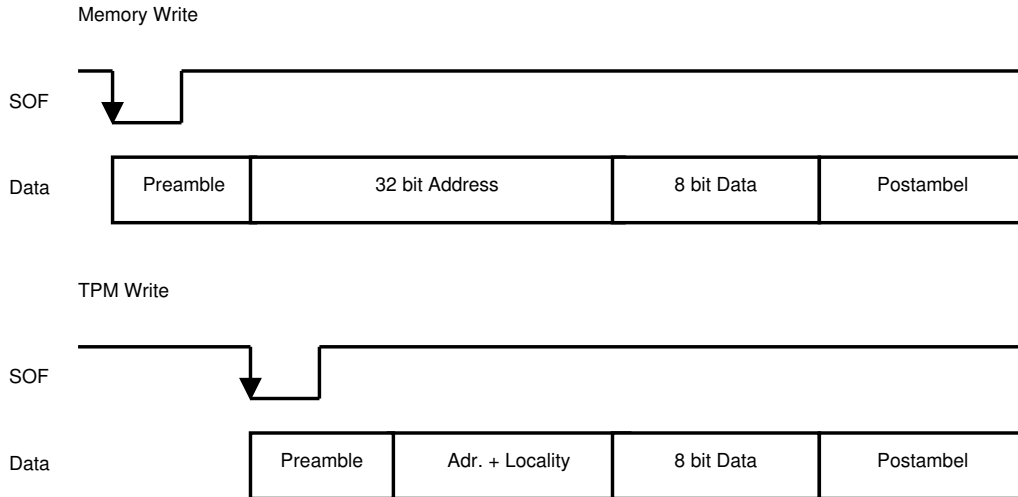 Memory Write
SOF
Data Preamble 32 bit Address 8 bit Data Postambel
TPM Write
SOF
Data Preamble Adr. + Locality 8 bit Data Postambel